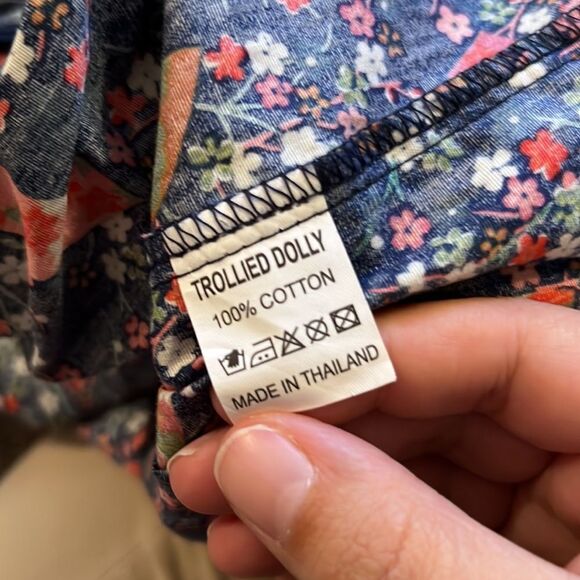 TROLLIED DOLLY
100% COTTON
MADE IN THAILAND